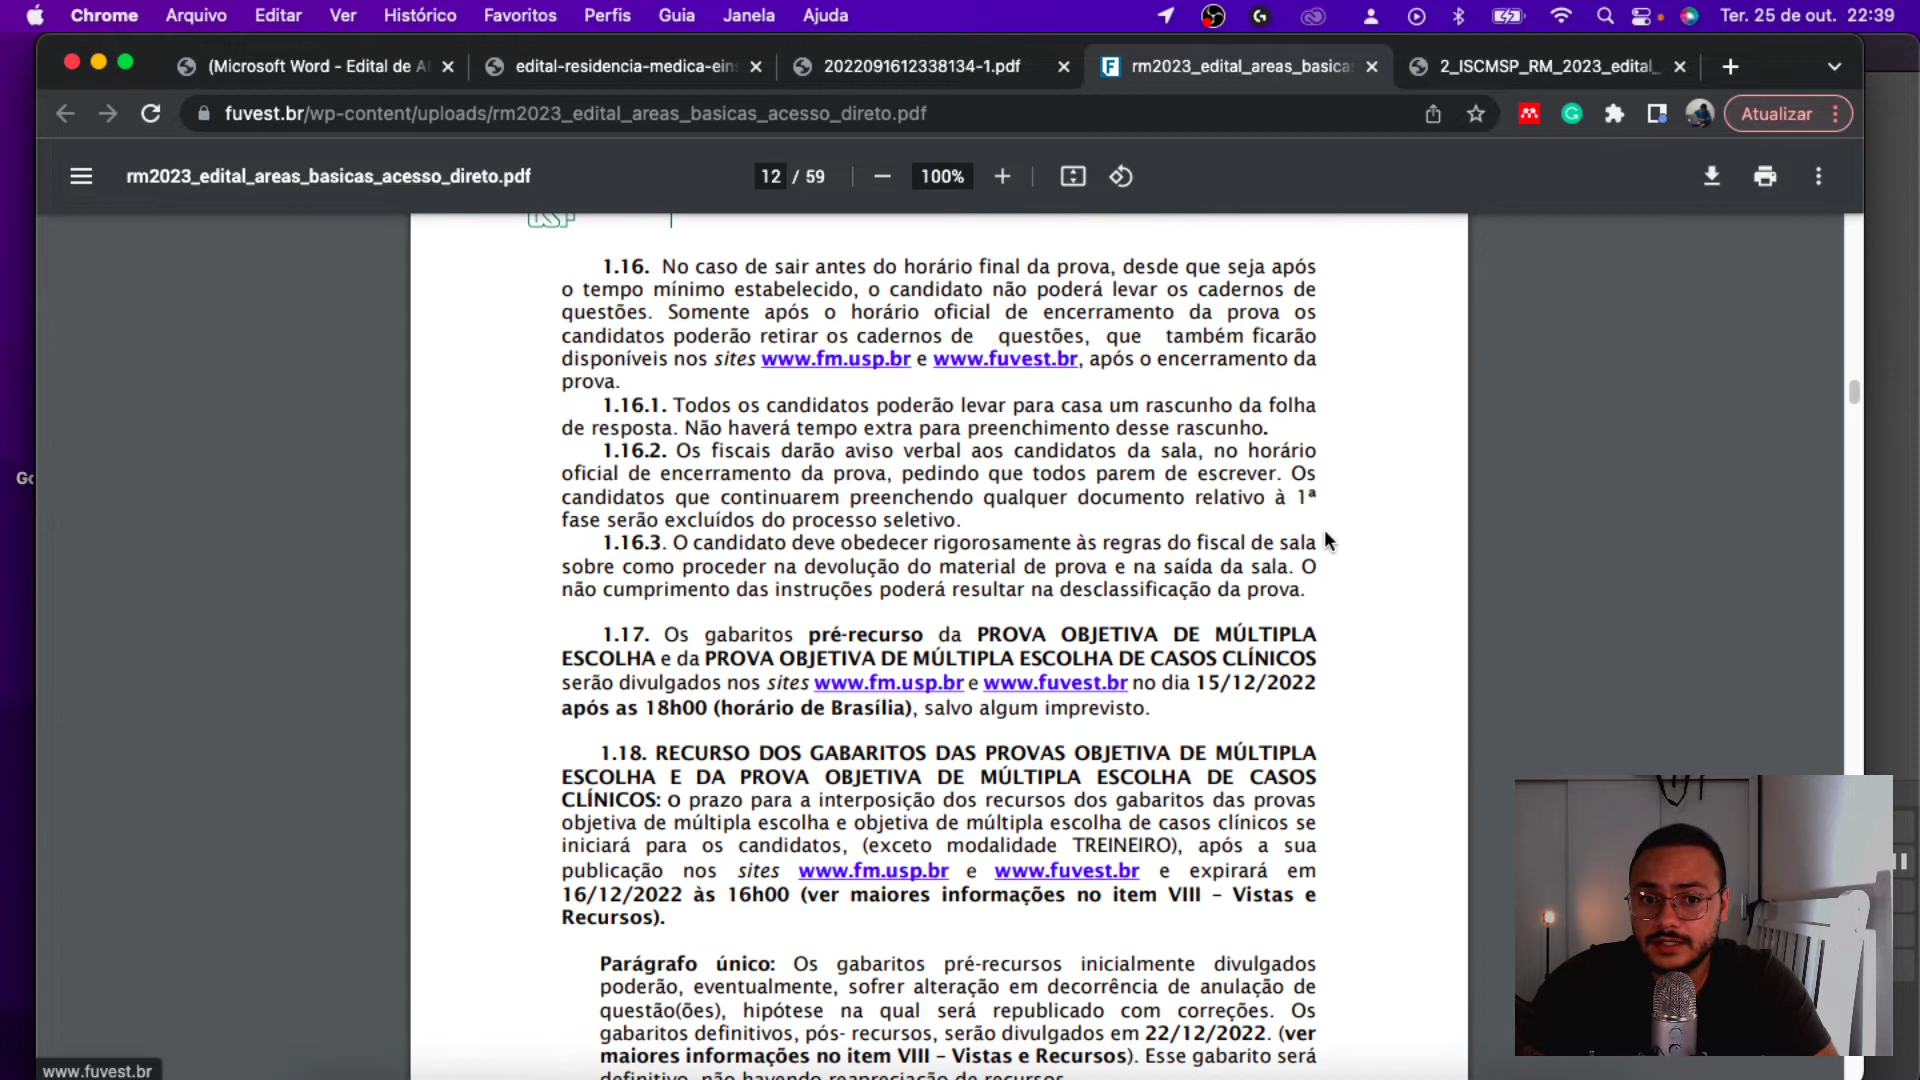 Chrome Arquivo Editar Ver Histórico Favoritos Perfis Guia Janela Ajuda Ter. 25 de out. 22:39
(Microsoft Word - Edital de A edital-residencia-medica-ein 2022091612338134-1.pdf rm2023_edital_areas_basica 2_ISCMSP_RM_2023_edital_
fuvest.br/wp-content/uploads/rm2023_edital_areas_basicas_acesso_direto.pdf Atualizar
rm2023_edital_areas_basicas_acesso_direto.pdf 12 / 59 100%
USP
1.16. No caso de sair antes do horário final da prova, desde que seja após
o tempo mínimo estabelecido, o candidato não poderá levar os cadernos de
questões. Somente após o horário oficial de encerramento da prova os
candidatos poderão retirar os cadernos de questões, que também ficarão
disponíveis nos sites www.fm.usp.br e www.fuvest.br, após o encerramento da
prova.
1.16.1. Todos os candidatos poderão levar para casa um rascunho da folha
de resposta. Não haverá tempo extra para preenchimento desse rascunho.
1.16.2. Os fiscais darão aviso verbal aos candidatos da sala, no horário
oficial de encerramento da prova, pedindo que todos parem de escrever. Os
candidatos que continuarem preenchendo qualquer documento relativo à 1ª
fase serão excluídos do processo seletivo.
1.16.3. O candidato deve obedecer rigorosamente às regras do fiscal de sala
sobre como proceder na devolução do material de prova e na saída da sala. O
não cumprimento das instruções poderá resultar na desclassificação da prova.
1.17. Os gabaritos pré-recurso da PROVA OBJETIVA DE MÚLTIPLA
ESCOLHA e da PROVA OBJETIVA DE MÚLTIPLA ESCOLHA DE CASOS CLÍNICOS
serão divulgados nos sites www.fm.usp.br e www.fuvest.br no dia 15/12/2022
após as 18h00 (horário de Brasília), salvo algum imprevisto.
1.18. RECURSO DOS GABARITOS DAS PROVAS OBJETIVA DE MÚLTIPLA
ESCOLHA E DA PROVA OBJETIVA DE MÚLTIPLA ESCOLHA DE CASOS
CLÍNICOS: o prazo para a interposição dos recursos dos gabaritos das provas
objetiva de múltipla escolha e objetiva de múltipla escolha de casos clínicos se
iniciará para os candidatos, (exceto modalidade TREINEIRO), após a sua
publicação nos sites www.fm.usp.br e www.fuvest.br e expirará em
16/12/2022 às 16h00 (ver maiores informações no item VIII – Vistas e
Recursos).
Parágrafo único: Os gabaritos pré-recursos inicialmente divulgados
poderão, eventualmente, sofrer alteração em decorrência de anulação de
questão(ões), hipótese na qual será republicado com correções. Os
gabaritos definitivos, pós- recursos, serão divulgados em 22/12/2022. (ver
maiores informações no item VIII – Vistas e Recursos). Esse gabarito será
definitivo, não havendo reapreciação de recursos.
Go
www.fuvest.br